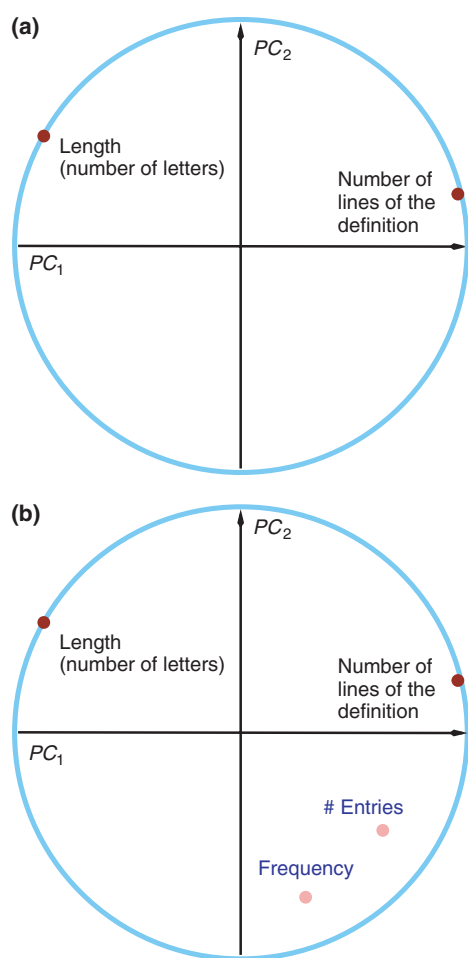 (a)
PC2
Length
(number of letters)
Number of
lines of the
definition
PC1
(b)
PC2
Length
(number of letters)
Number of
lines of the
definition
PC1
# Entries
Frequency